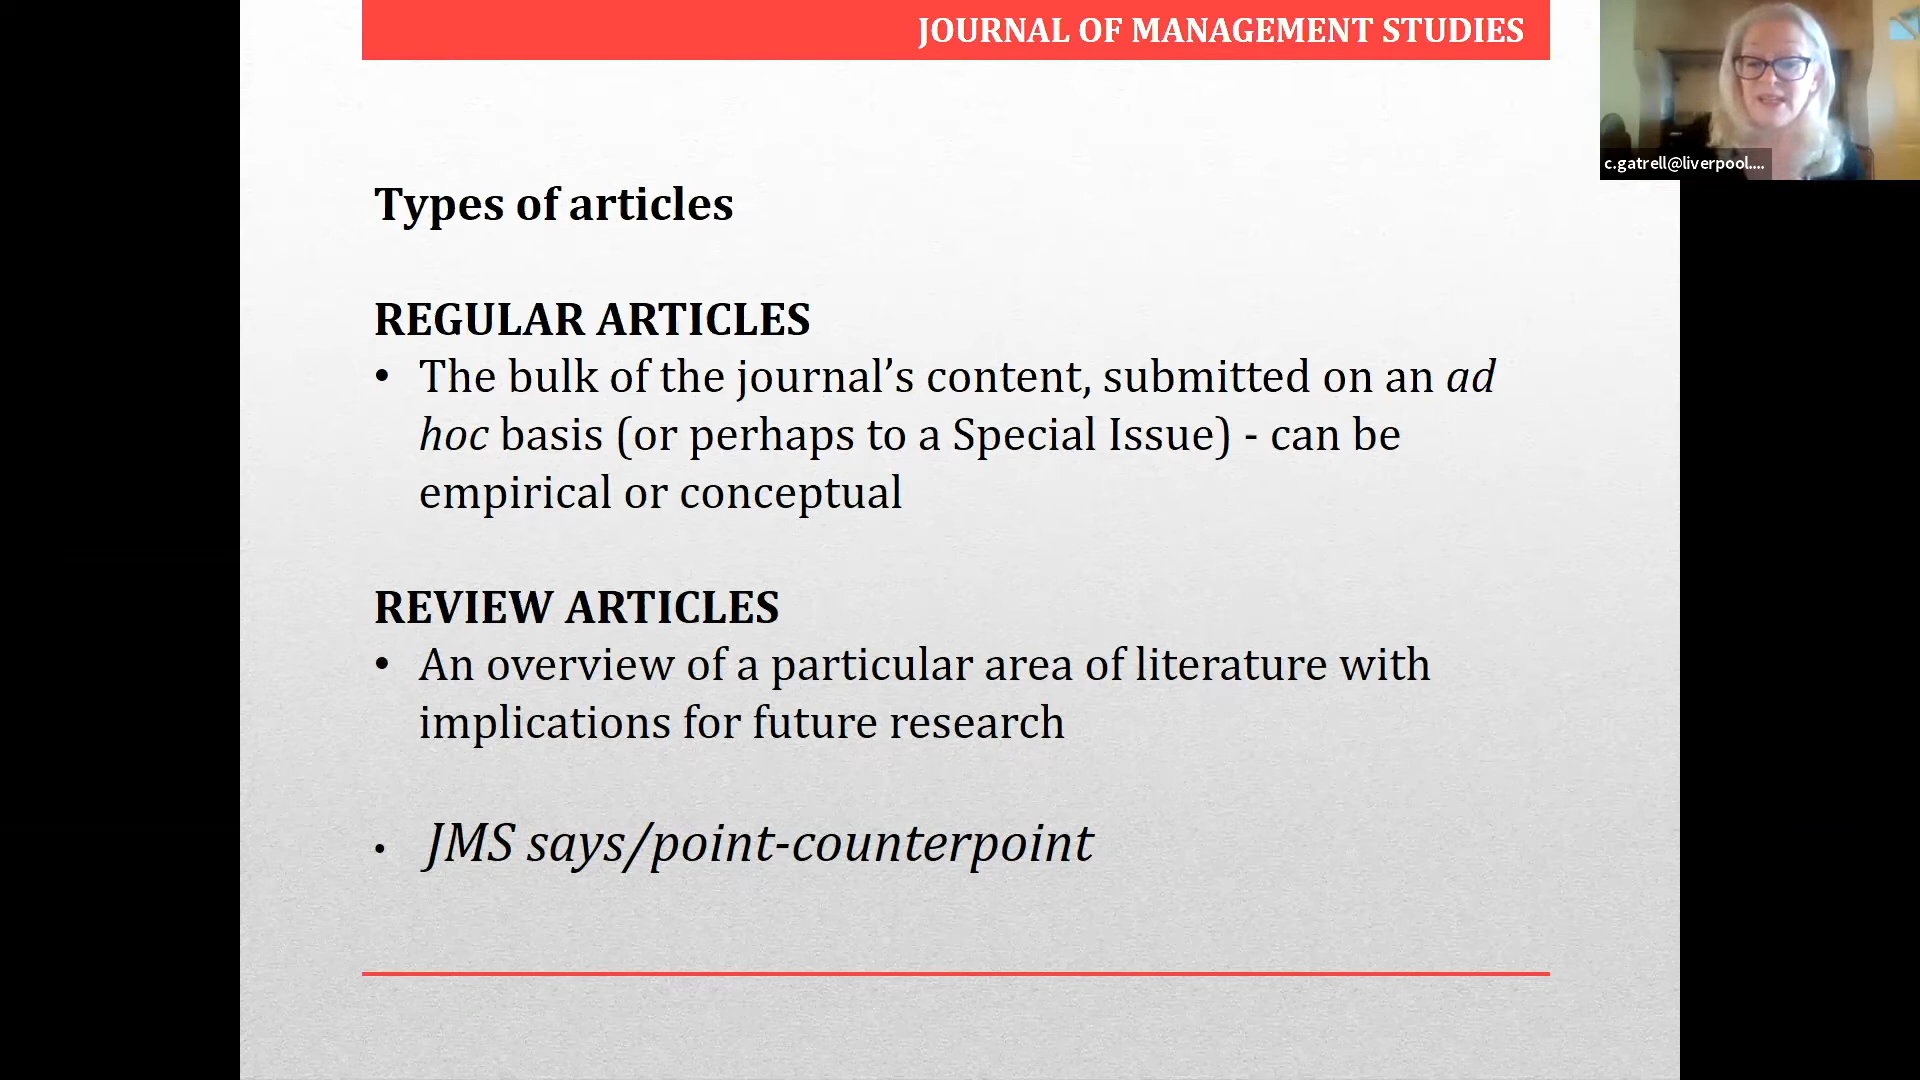 JOURNAL OF MANAGEMENT STUDIES
c.gatrell@liverpool....
Types of articles
REGULAR ARTICLES
• The bulk of the journal’s content, submitted on an ad
hoc basis (or perhaps to a Special Issue) - can be
empirical or conceptual
REVIEW ARTICLES
• An overview of a particular area of literature with
implications for future research
• JMS says/point-counterpoint